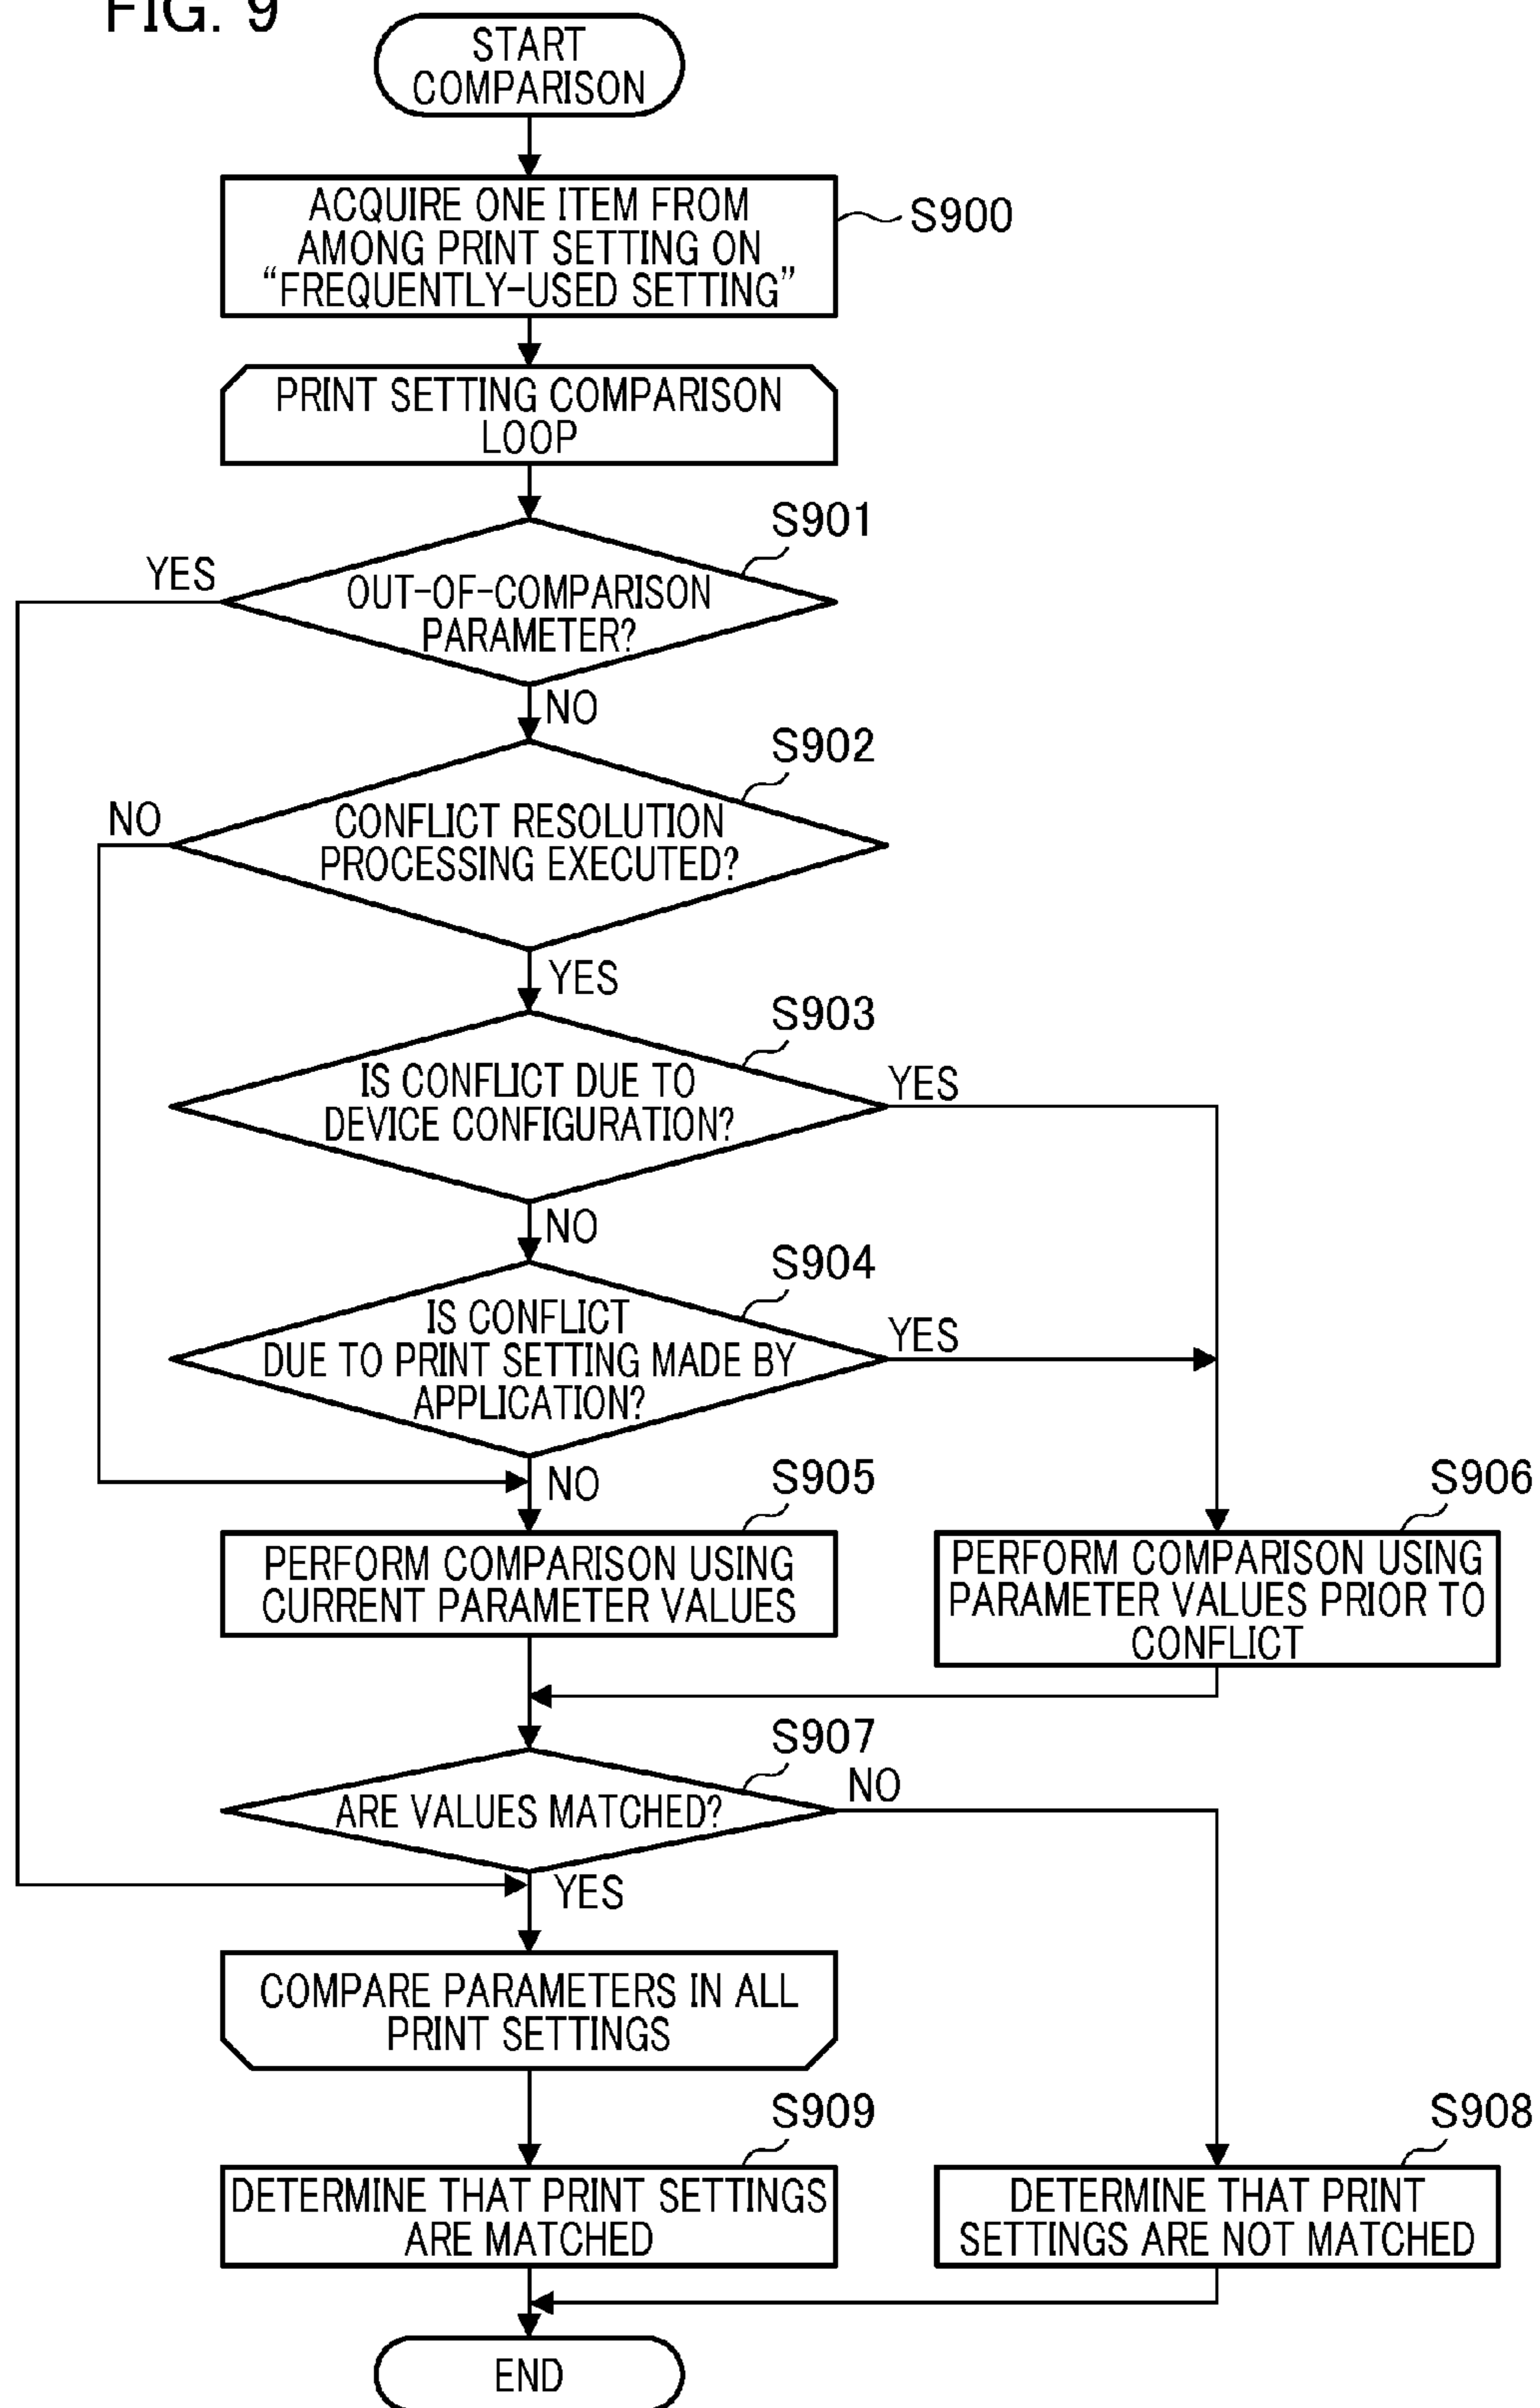 FIG. 9
START
COMPARISON
ACQUIRE ONE ITEM FROM
AMONG PRINT SETTING ON
“FREQUENTLY-USED SETTING”
S900
PRINT SETTING COMPARISON
LOOP
S901
YES
OUT-OF-COMPARISON
PARAMETER?
NO
S902
NO
CONFLICT RESOLUTION
PROCESSING EXECUTED?
YES
S903
IS CONFLICT DUE TO
DEVICE CONFIGURATION?
YES
NO
S904
IS CONFLICT
DUE TO PRINT SETTING MADE BY
APPLICATION?
YES
NO
S905
PERFORM COMPARISON USING
CURRENT PARAMETER VALUES
S906
PERFORM COMPARISON USING
PARAMETER VALUES PRIOR TO
CONFLICT
S907
ARE VALUES MATCHED?
NO
YES
COMPARE PARAMETERS IN ALL
PRINT SETTINGS
S909
DETERMINE THAT PRINT SETTINGS
ARE MATCHED
S908
DETERMINE THAT PRINT
SETTINGS ARE NOT MATCHED
END